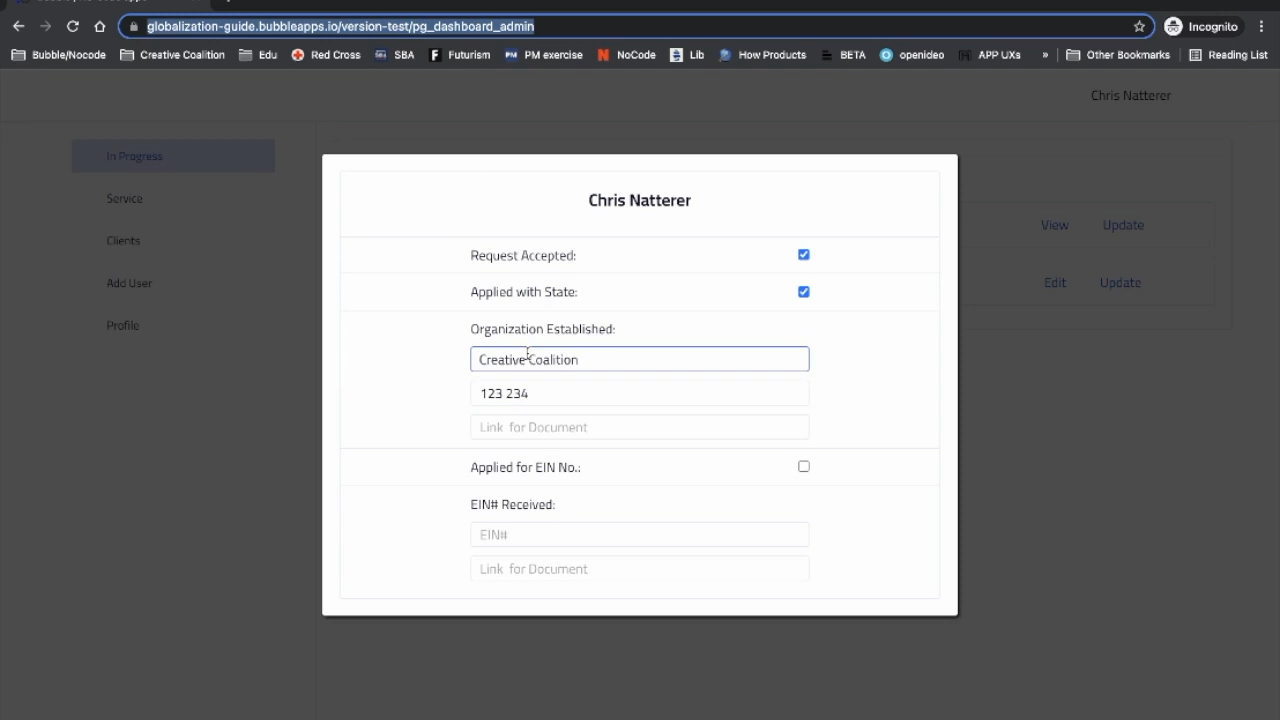 globalization-guide.bubbleapps.io/version-test/pg_dashboard_admin
Incognito
Bubble/Nocode Creative Coalition Edu Red Cross SBA Futurism PM exercise NoCode Lib How Products BETA openideo APP UXs » Other Bookmarks Reading List
Chris Natterer
In Progress
Service
Clients
Add User
Profile
View Update
Edit Update
Chris Natterer
Request Accepted:
Applied with State:
Organization Established:
Creative Coalition
123 234
Link for Document
Applied for EIN No.:
EIN# Received:
EIN#
Link for Document